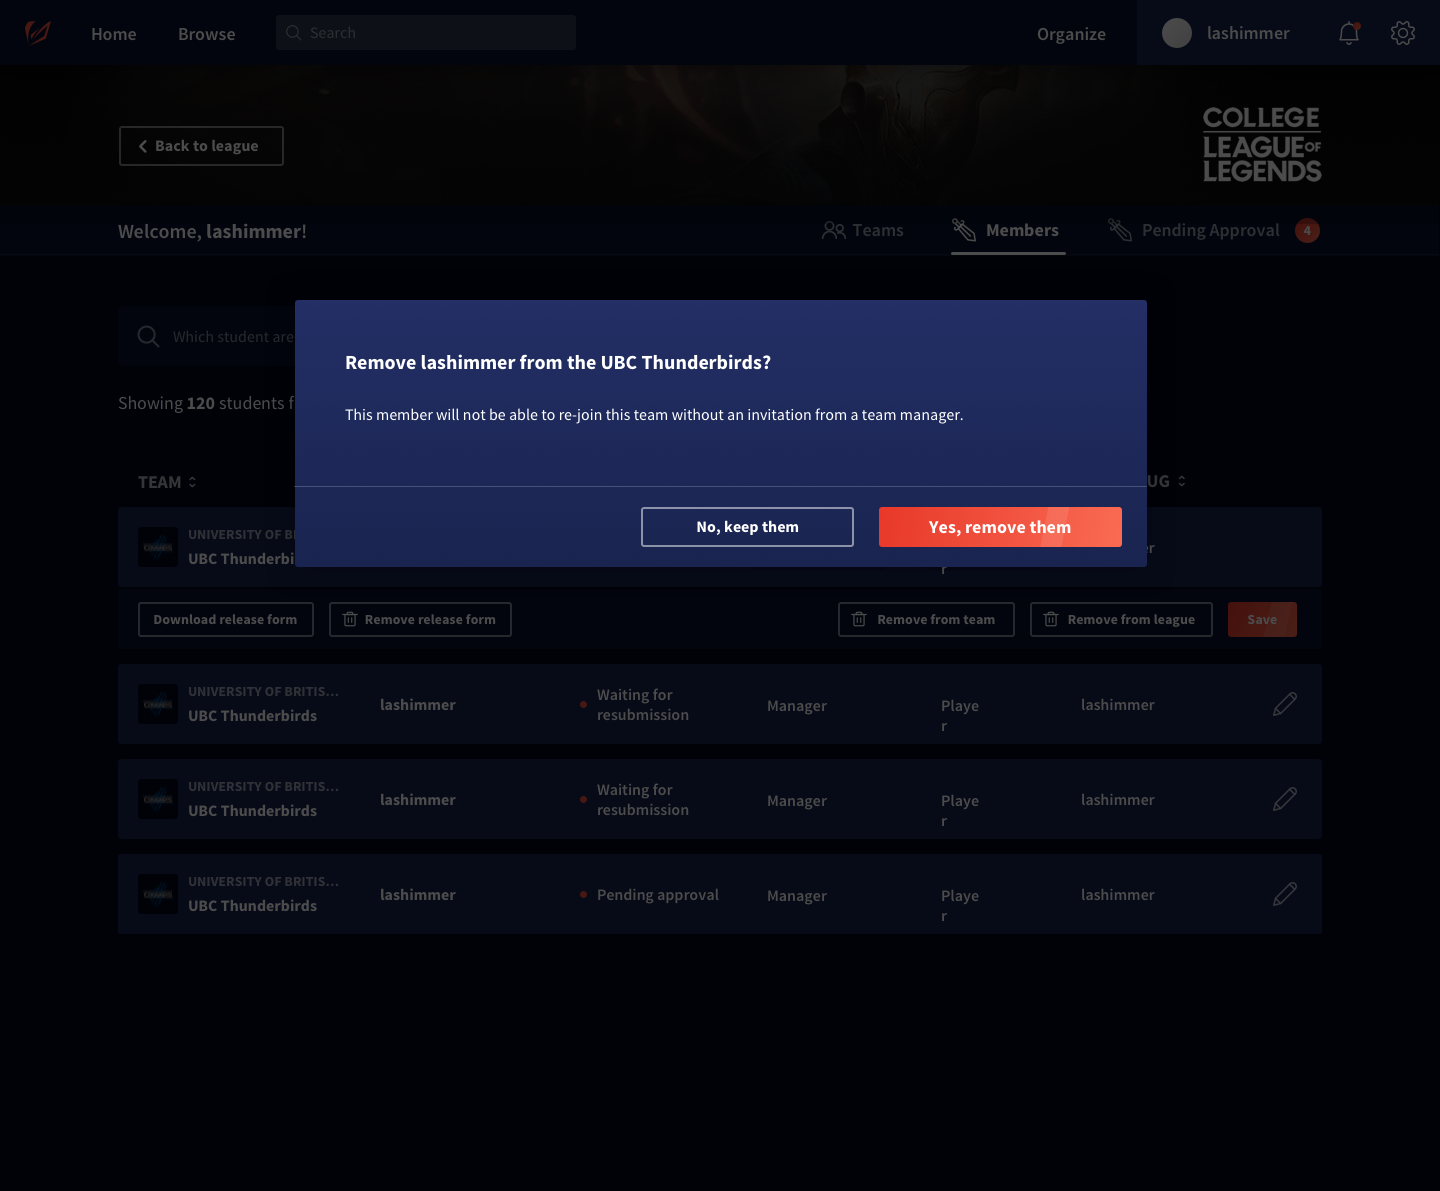 Home
Browse
Search
Organize
lashimmer
Back to league
COLLEGE
LEAGUE OF
LEGENDS
Welcome, lashimmer!
Teams
Members
Pending Approval
4
Which student are
Showing 120 students f
Remove lashimmer from the UBC Thunderbirds?
This member will not be able to re-join this team without an invitation from a team manager.
TEAM
UG
No, keep them
Yes, remove them
UNIVERSITY OF B
UBC Thunderbi
er
r
Download release form
Remove release form
Remove from team
Remove from league
Save
UNIVERSITY OF BRITIS...
UBC Thunderbirds
lashimmer
Waiting for
resubmission
Manager
Playe
r
lashimmer
UNIVERSITY OF BRITIS...
UBC Thunderbirds
lashimmer
Waiting for
resubmission
Manager
Playe
r
lashimmer
UNIVERSITY OF BRITIS...
UBC Thunderbirds
lashimmer
Pending approval
Manager
Playe
r
lashimmer